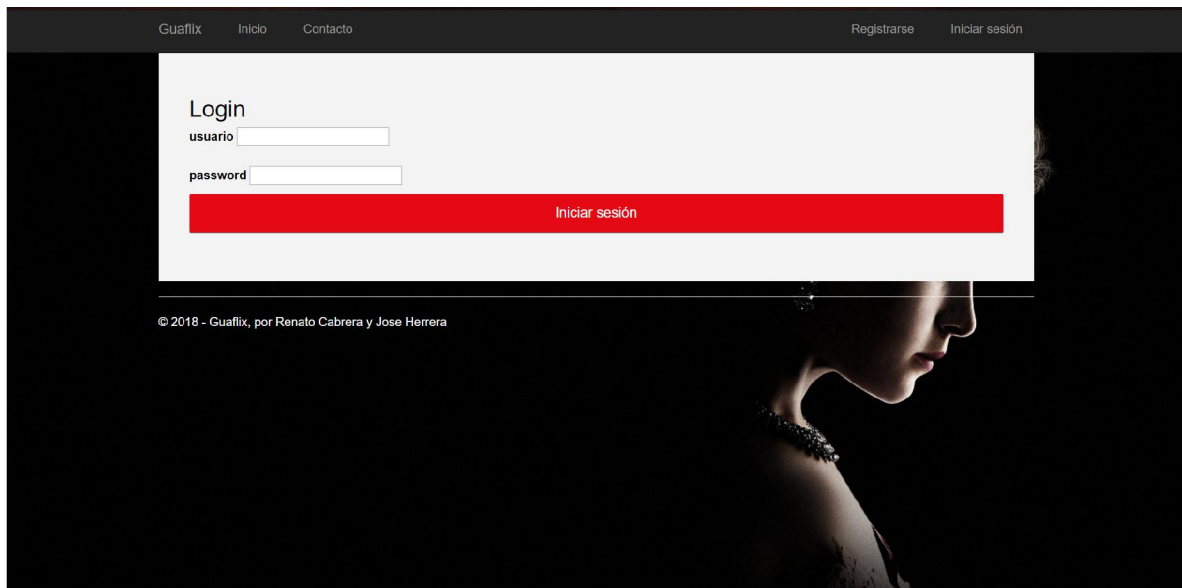 Guaflix Inicio Contacto Registrarse Iniciar sesión
Login
usuario
password
Iniciar sesión
© 2018 - Guaflix, por Renato Cabrera y Jose Herrera